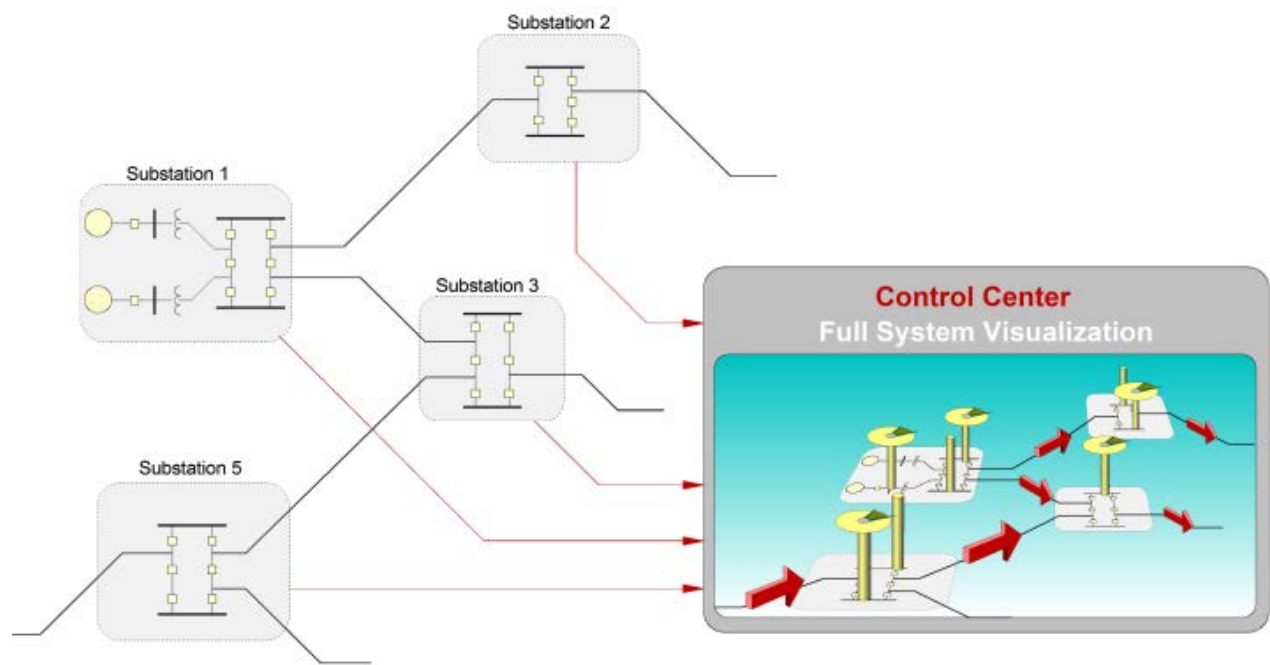 Substation 2
Substation 1
Substation 3
Control Center
Full System Visualization
Substation 5